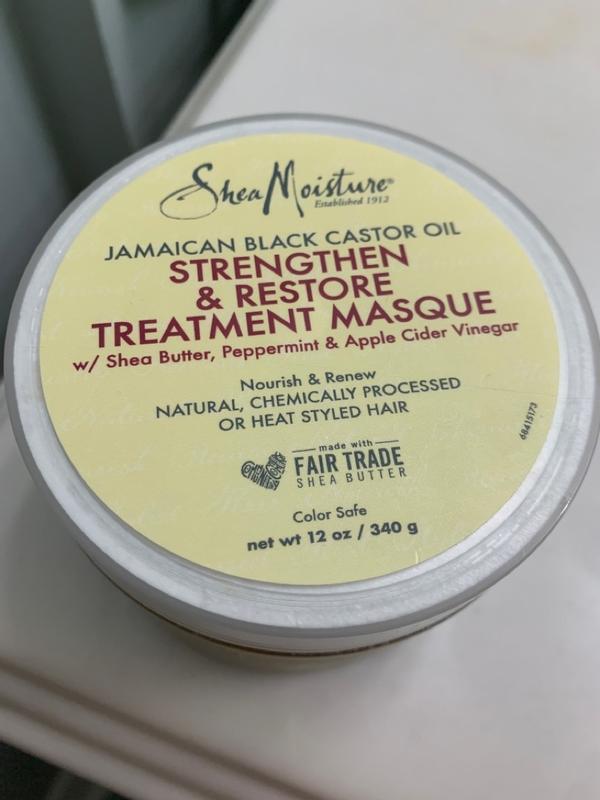 SheaMoisture®
Established 1912
JAMAICAN BLACK CASTOR OIL
STRENGTHEN
& RESTORE
TREATMENT MASQUE
w/ Shea Butter, Peppermint & Apple Cider Vinegar
Nourish & Renew
NATURAL, CHEMICALLY PROCESSED
OR HEAT STYLED HAIR
made with
FAIR TRADE
SHEA BUTTER
Color Safe
net wt 12 oz / 340 g
68415173